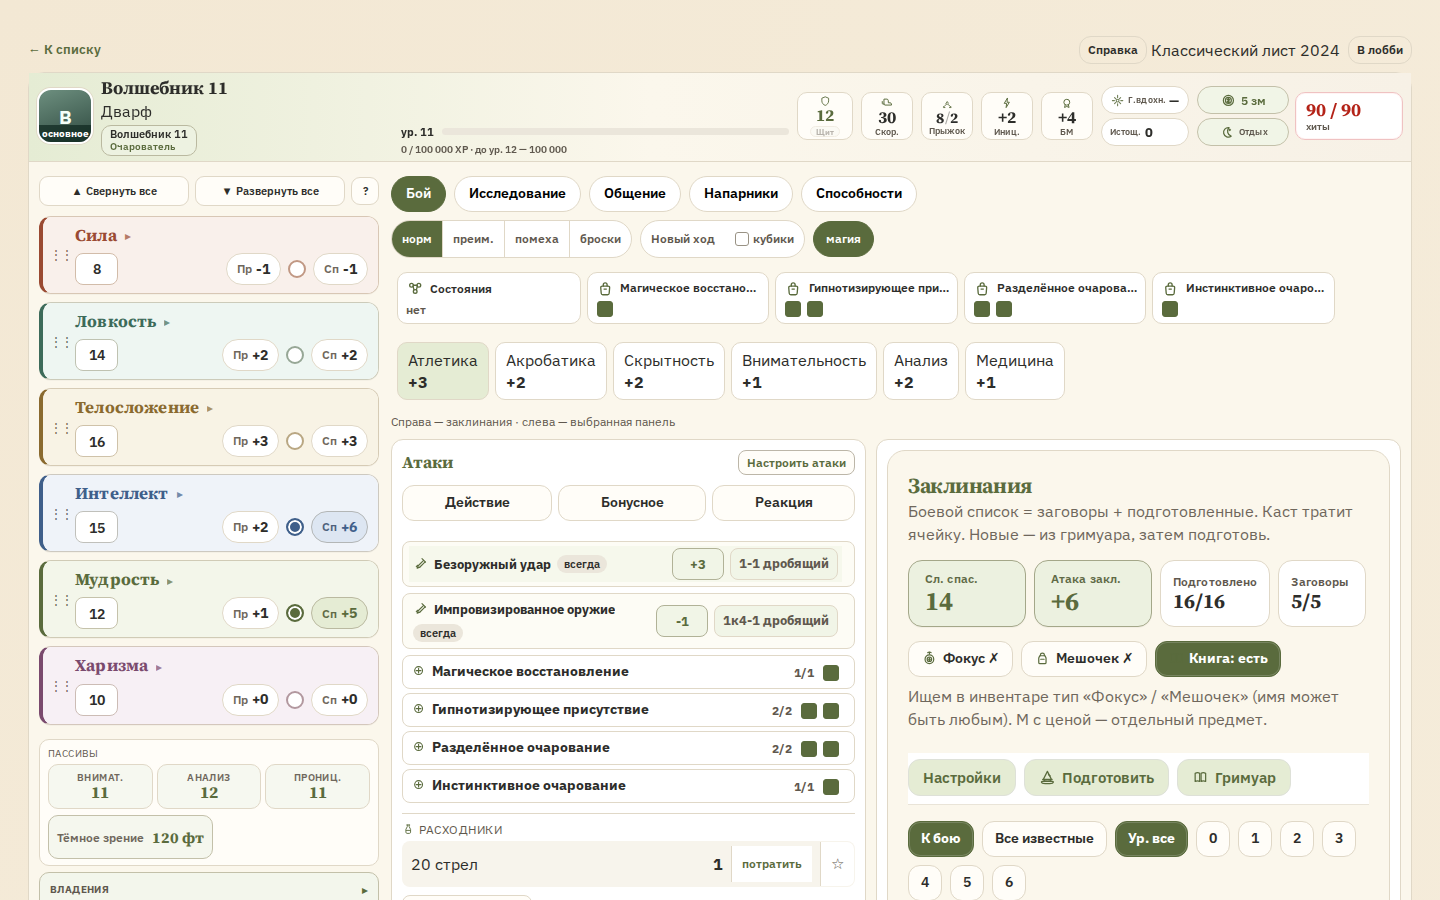 ← К списку
Справка Классический лист 2024 В лобби
В
основное
Волшебник 11
Дварф
Волшебник 11
Очарователь
ур. 11
0 / 100 000 XP · до ур. 12 — 100 000
12
Щит
30
Скор.
8/2
Прыжок
+2
Иниц.
+4
БМ
Г.вдохн. —
Истощ. 0
5 зм
Отдых
90 / 90
хиты
▲ Свернуть все
▼ Развернуть все
?
Сила ▸
8
Пр -1
Сп -1
Ловкость ▸
14
Пр +2
Сп +2
Телосложение ▸
16
Пр +3
Сп +3
Интеллект ▸
15
Пр +2
Сп +6
Мудрость ▸
12
Пр +1
Сп +5
Харизма ▸
10
Пр +0
Сп +0
ПАССИВЫ
ВНИМАТ.
11
АНАЛИЗ
12
ПРОНИЦ.
11
Тёмное зрение 120 фт
ВЛАДЕНИЯ ▸
Бой
Исследование
Общение
Напарники
Способности
норм
преим.
помеха
броски
Новый ход
кубики
магия
Состояния
нет
Магическое восстано…
Гипнотизирующее при…
Разделённое очарова…
Инстинктивное очаро…
Атлетика
+3
Акробатика
+2
Скрытность
+2
Внимательность
+1
Анализ
+2
Медицина
+1
Справа — заклинания · слева — выбранная панель
Атаки
Настроить атаки
Действие
Бонусное
Реакция
Безоружный удар всегда
+3
1-1 дробящий
Импровизированное оружие
всегда
-1
1к4-1 дробящий
Магическое восстановление 1/1
Гипнотизирующее присутствие 2/2
Разделённое очарование 2/2
Инстинктивное очарование 1/1
РАСХОДНИКИ
20 стрел 1 потратить ☆
Заклинания
Боевой список = заговоры + подготовленные. Каст тратит
ячейку. Новые — из гримуара, затем подготовь.
Сл. спас.
14
Атака закл.
+6
Подготовлено
16/16
Заговоры
5/5
Фокус ✗
Мешочек ✗
Книга: есть
Ищем в инвентаре тип «Фокус» / «Мешочек» (имя может
быть любым). М с ценой — отдельный предмет.
Настройки
Подготовить
Гримуар
К бою
Все известные
Ур. все
0
1
2
3
4
5
6